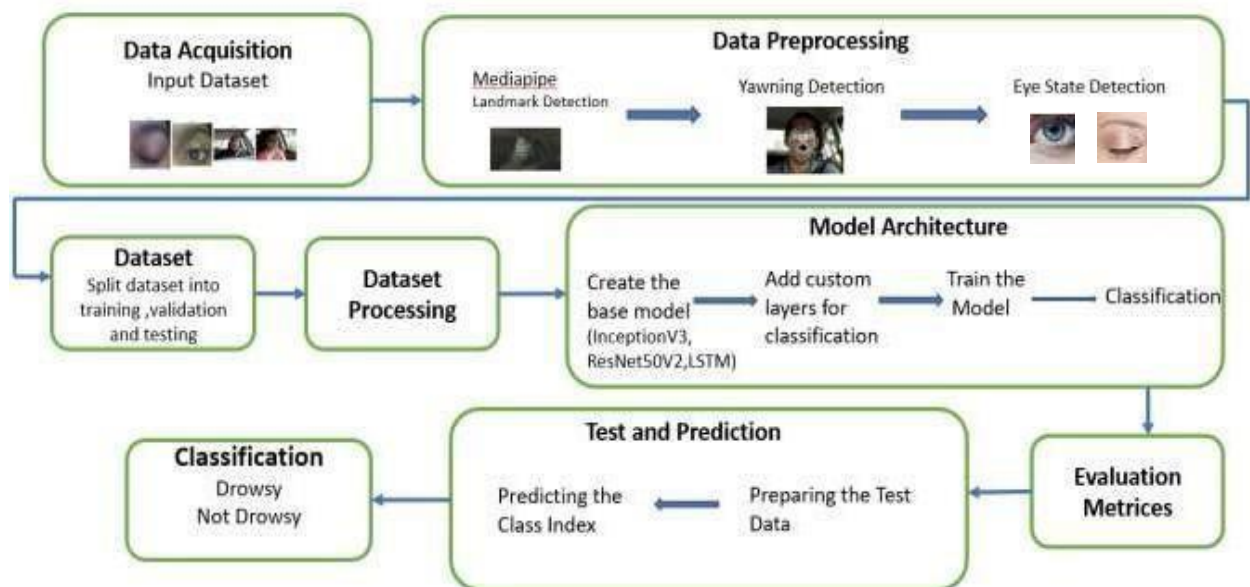 Data Acquisition
Input Dataset
Data Preprocessing
Mediapipe
Landmark Detection
Yawning Detection
Eye State Detection
Dataset
Split dataset into
training ,validation
and testing
Dataset
Processing
Model Architecture
Create the
base model
(InceptionV3,
ResNet50V2,LSTM)
Add custom
layers for
classification
Train the
Model
Classification
Evaluation
Metrices
Test and Prediction
Preparing the Test
Data
Predicting the
Class Index
Classification
Drowsy
Not Drowsy